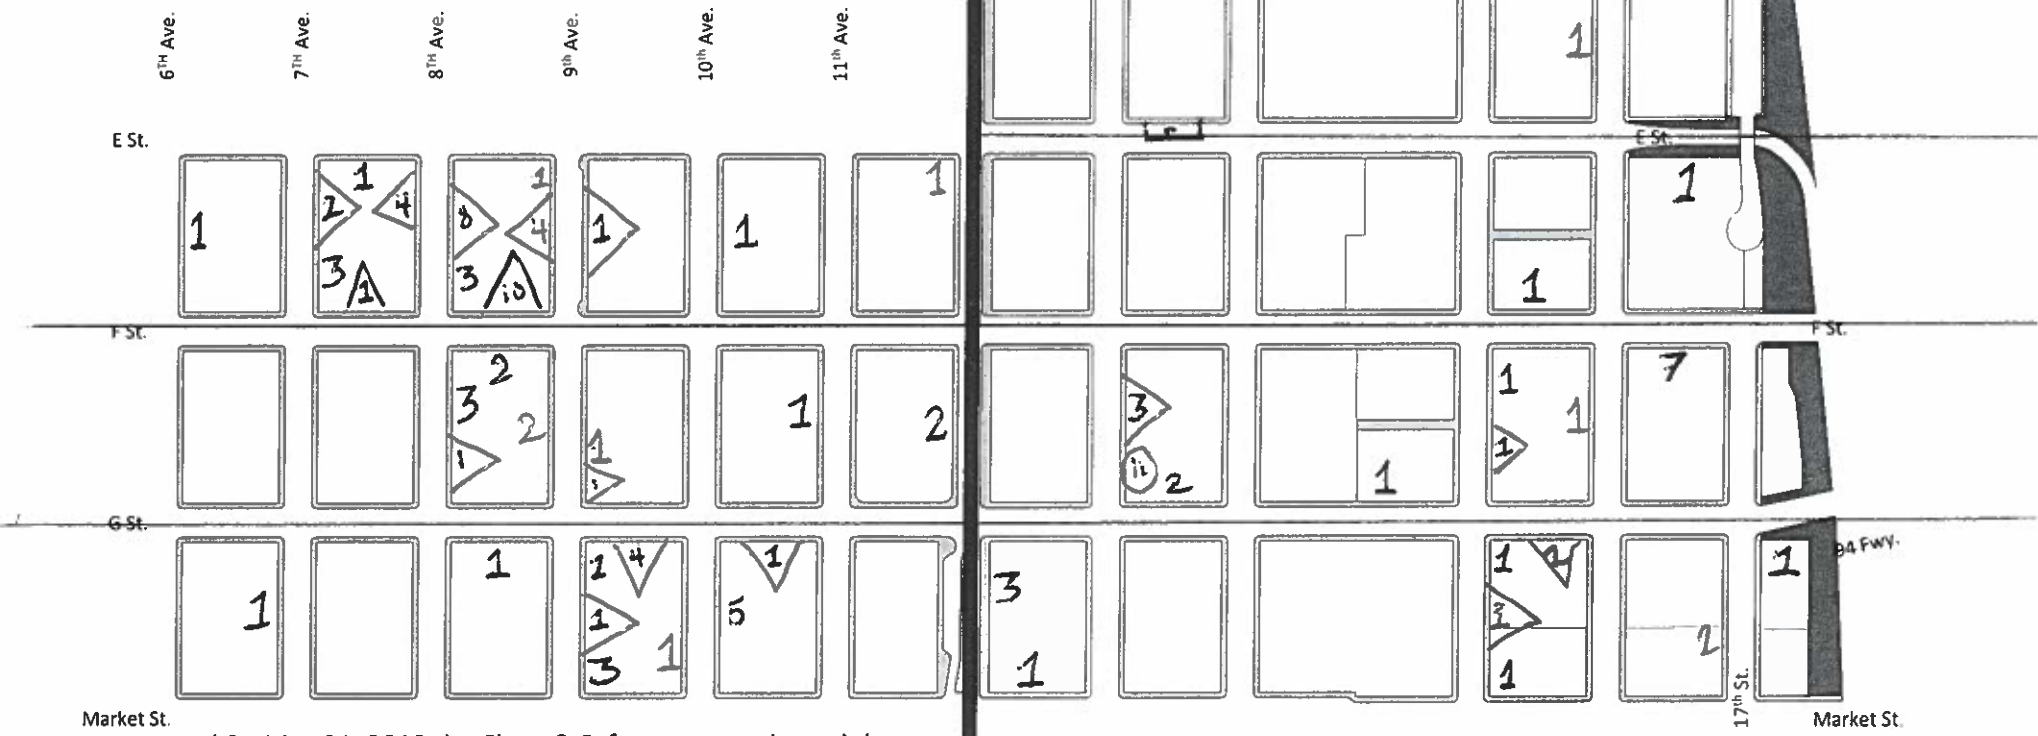 6TH Ave. 7TH Ave. 8TH Ave. 9th Ave. 10th Ave. 11th Ave.
1
E St. E St.
1 1 1 1
2 4 8 4
1 1 1
3 1 3 10 1
F St. F St.
2 1 7
3 2 1 2 3 1
1 1 1
11 2 1
G St.
94 Fwy.
1 1 4 1 1 1
1 1 5 3 2
3 1 1 1
17th St.
Market St. Market St.